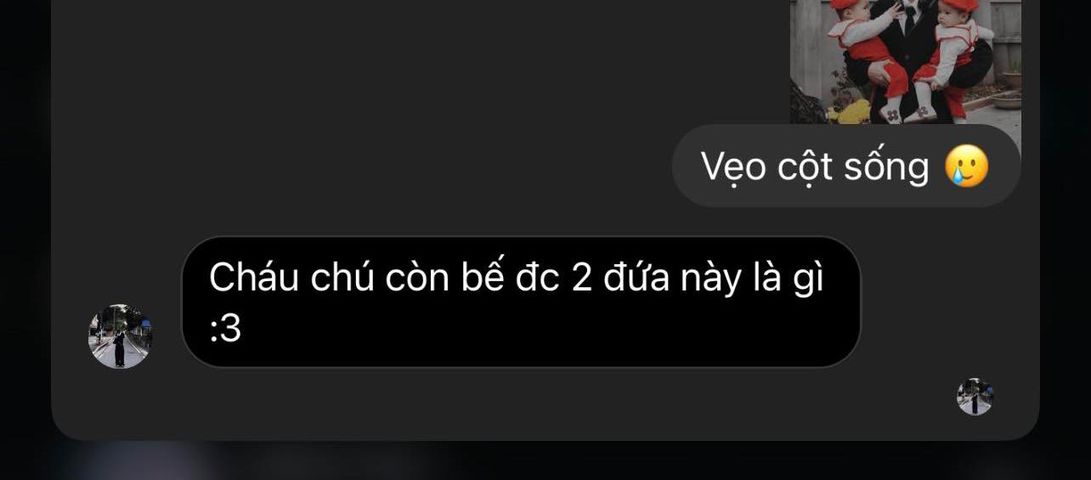 Vẹo cột sống 🥲
Cháu chú còn bế đc 2 đứa này là gì
:3